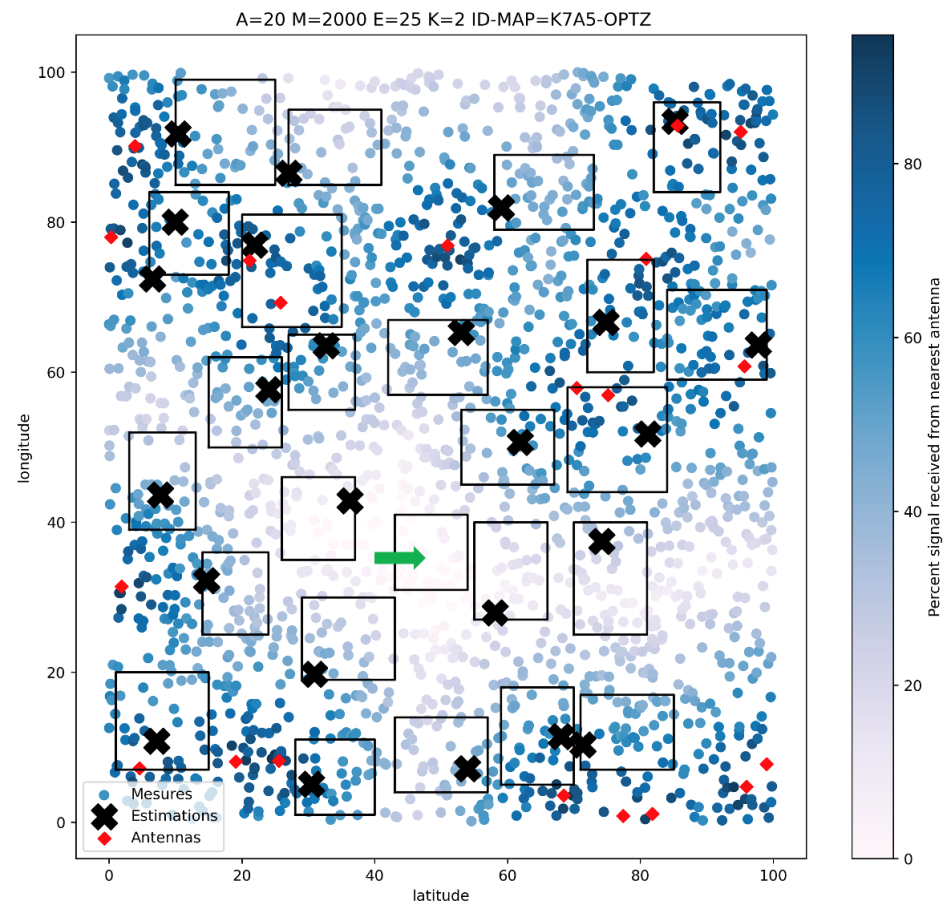 A=20 M=2000 E=25 K=2 ID-MAP=K7A5-OPTZ
100
80
60
40
20
0
longitude
0 20 40 60 80 100
latitude
Mesures
Estimations
Antennas
80
60
40
20
0
Percent signal received from nearest antenna